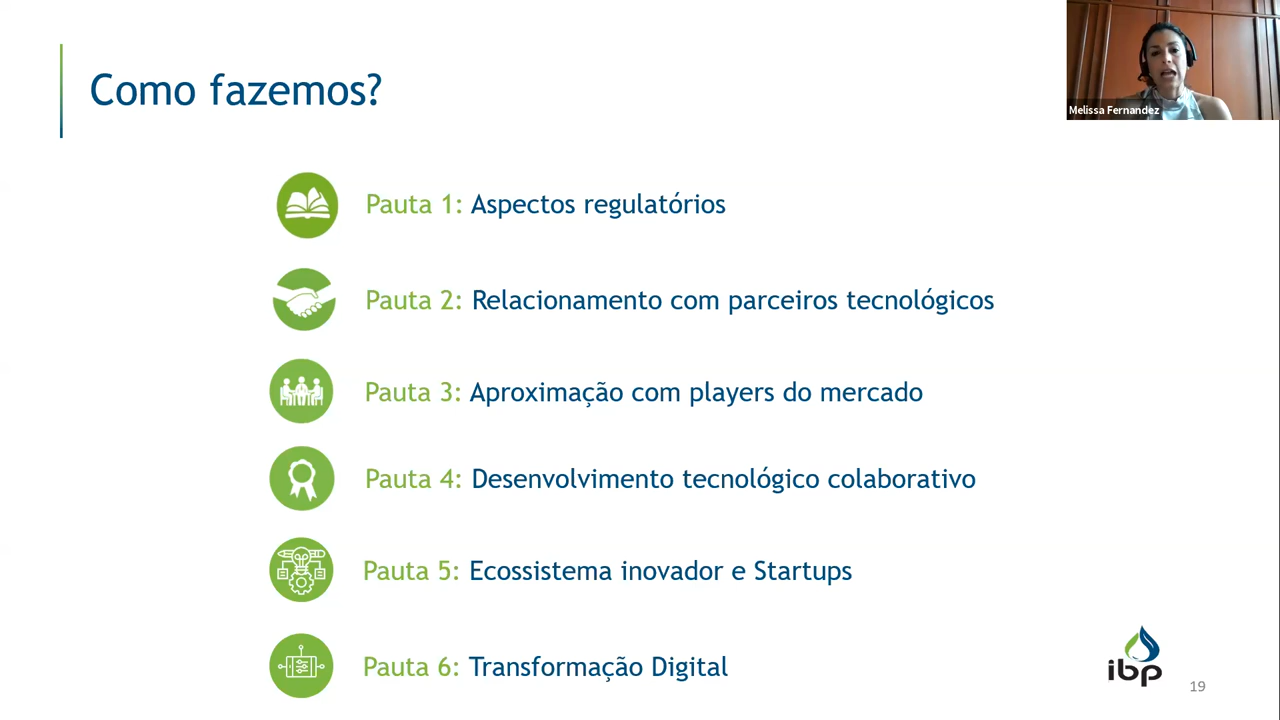 Como fazemos?
Melissa Fernandez
Pauta 1: Aspectos regulatórios
Pauta 2: Relacionamento com parceiros tecnológicos
Pauta 3: Aproximação com players do mercado
Pauta 4: Desenvolvimento tecnológico colaborativo
Pauta 5: Ecossistema inovador e Startups
Pauta 6: Transformação Digital
ibp
19